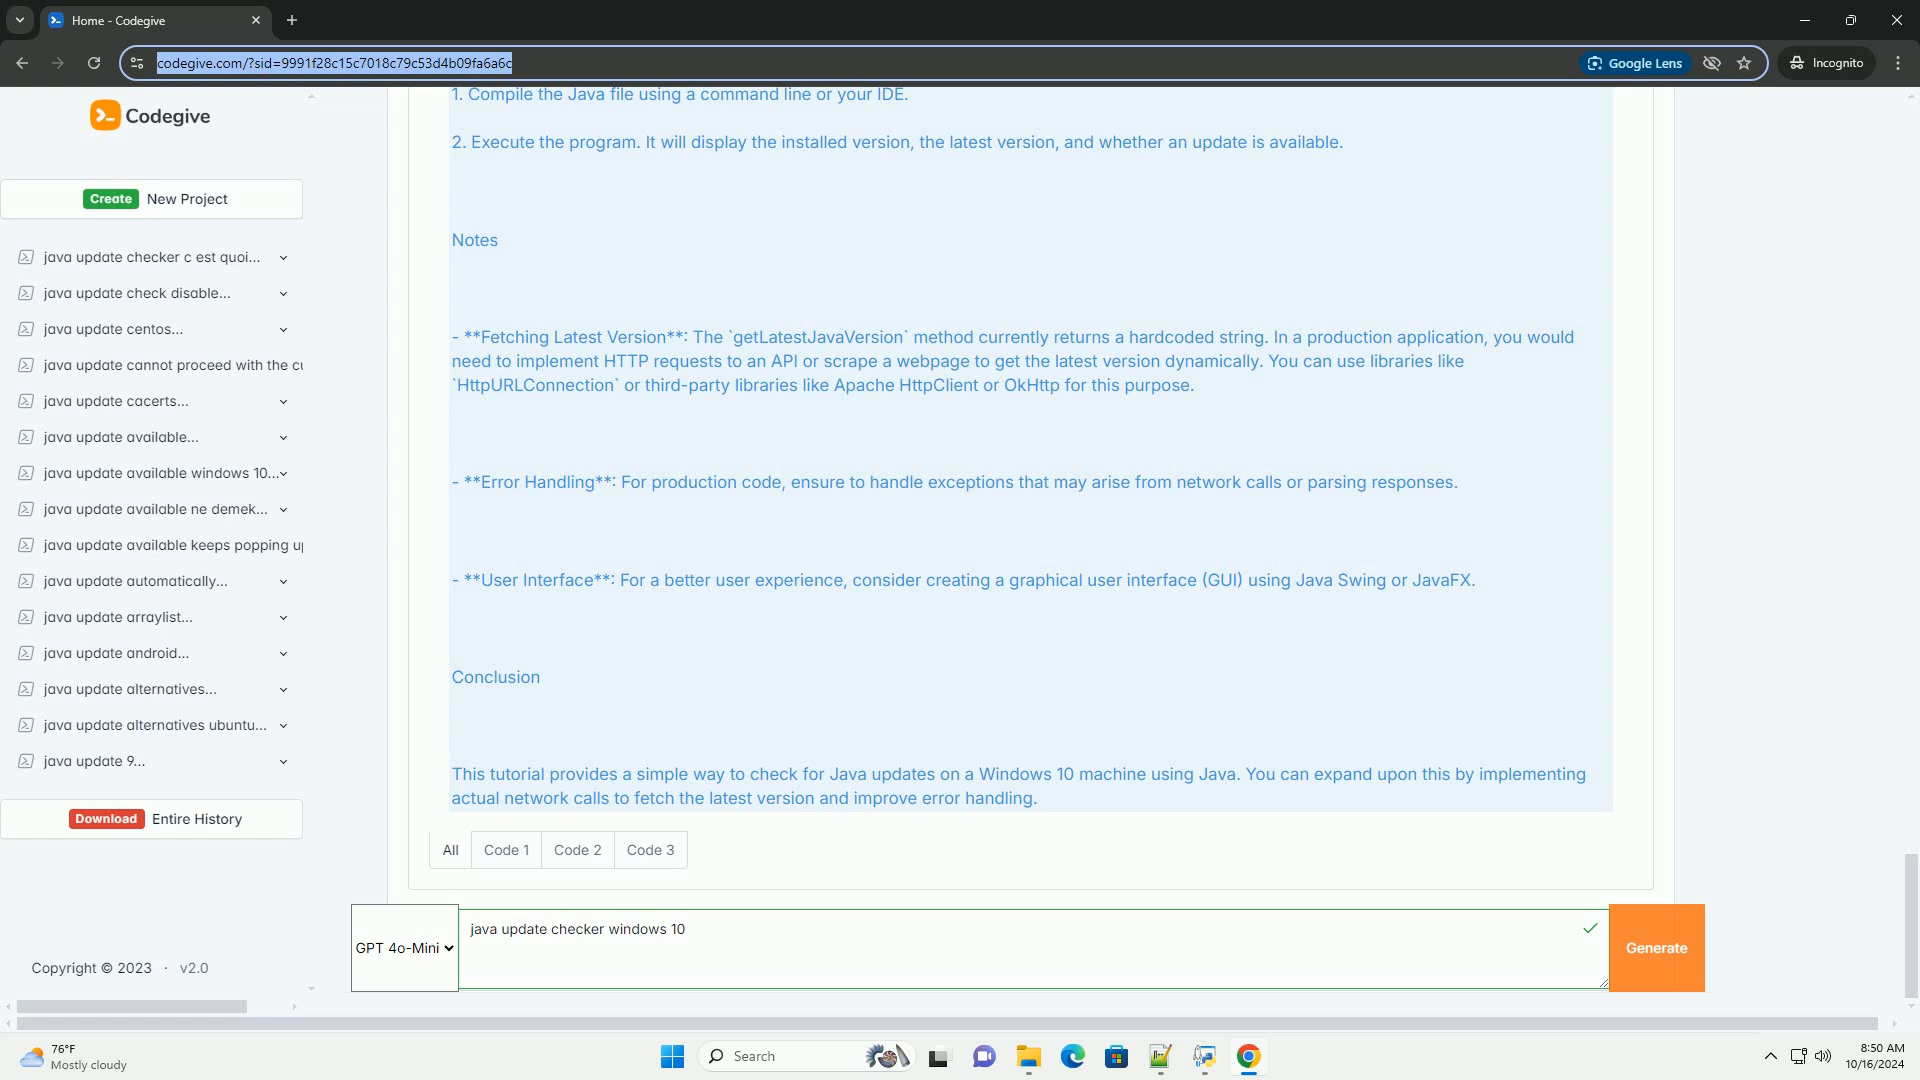 Home - Codegive
codegive.com/?sid=9991f28c15c7018c79c53d4b09fa6a6c
Google Lens
Incognito
Codegive
Create New Project
java update checker c est quoi...
java update check disable...
java update centos...
java update cannot proceed with the cu
java update cacerts...
java update available...
java update available windows 10...
java update available ne demek...
java update available keeps popping up
java update automatically...
java update arraylist...
java update android...
java update alternatives...
java update alternatives ubuntu...
java update 9...
Download Entire History
Copyright © 2023 · v2.0
1. Compile the Java file using a command line or your IDE.
2. Execute the program. It will display the installed version, the latest version, and whether an update is available.
Notes
- **Fetching Latest Version**: The `getLatestJavaVersion` method currently returns a hardcoded string. In a production application, you would
need to implement HTTP requests to an API or scrape a webpage to get the latest version dynamically. You can use libraries like
`HttpURLConnection` or third-party libraries like Apache HttpClient or OkHttp for this purpose.
- **Error Handling**: For production code, ensure to handle exceptions that may arise from network calls or parsing responses.
- **User Interface**: For a better user experience, consider creating a graphical user interface (GUI) using Java Swing or JavaFX.
Conclusion
This tutorial provides a simple way to check for Java updates on a Windows 10 machine using Java. You can expand upon this by implementing
actual network calls to fetch the latest version and improve error handling.
All Code 1 Code 2 Code 3
GPT 4o-Mini
java update checker windows 10
Generate
76°F
Mostly cloudy
Search
8:50 AM
10/16/2024